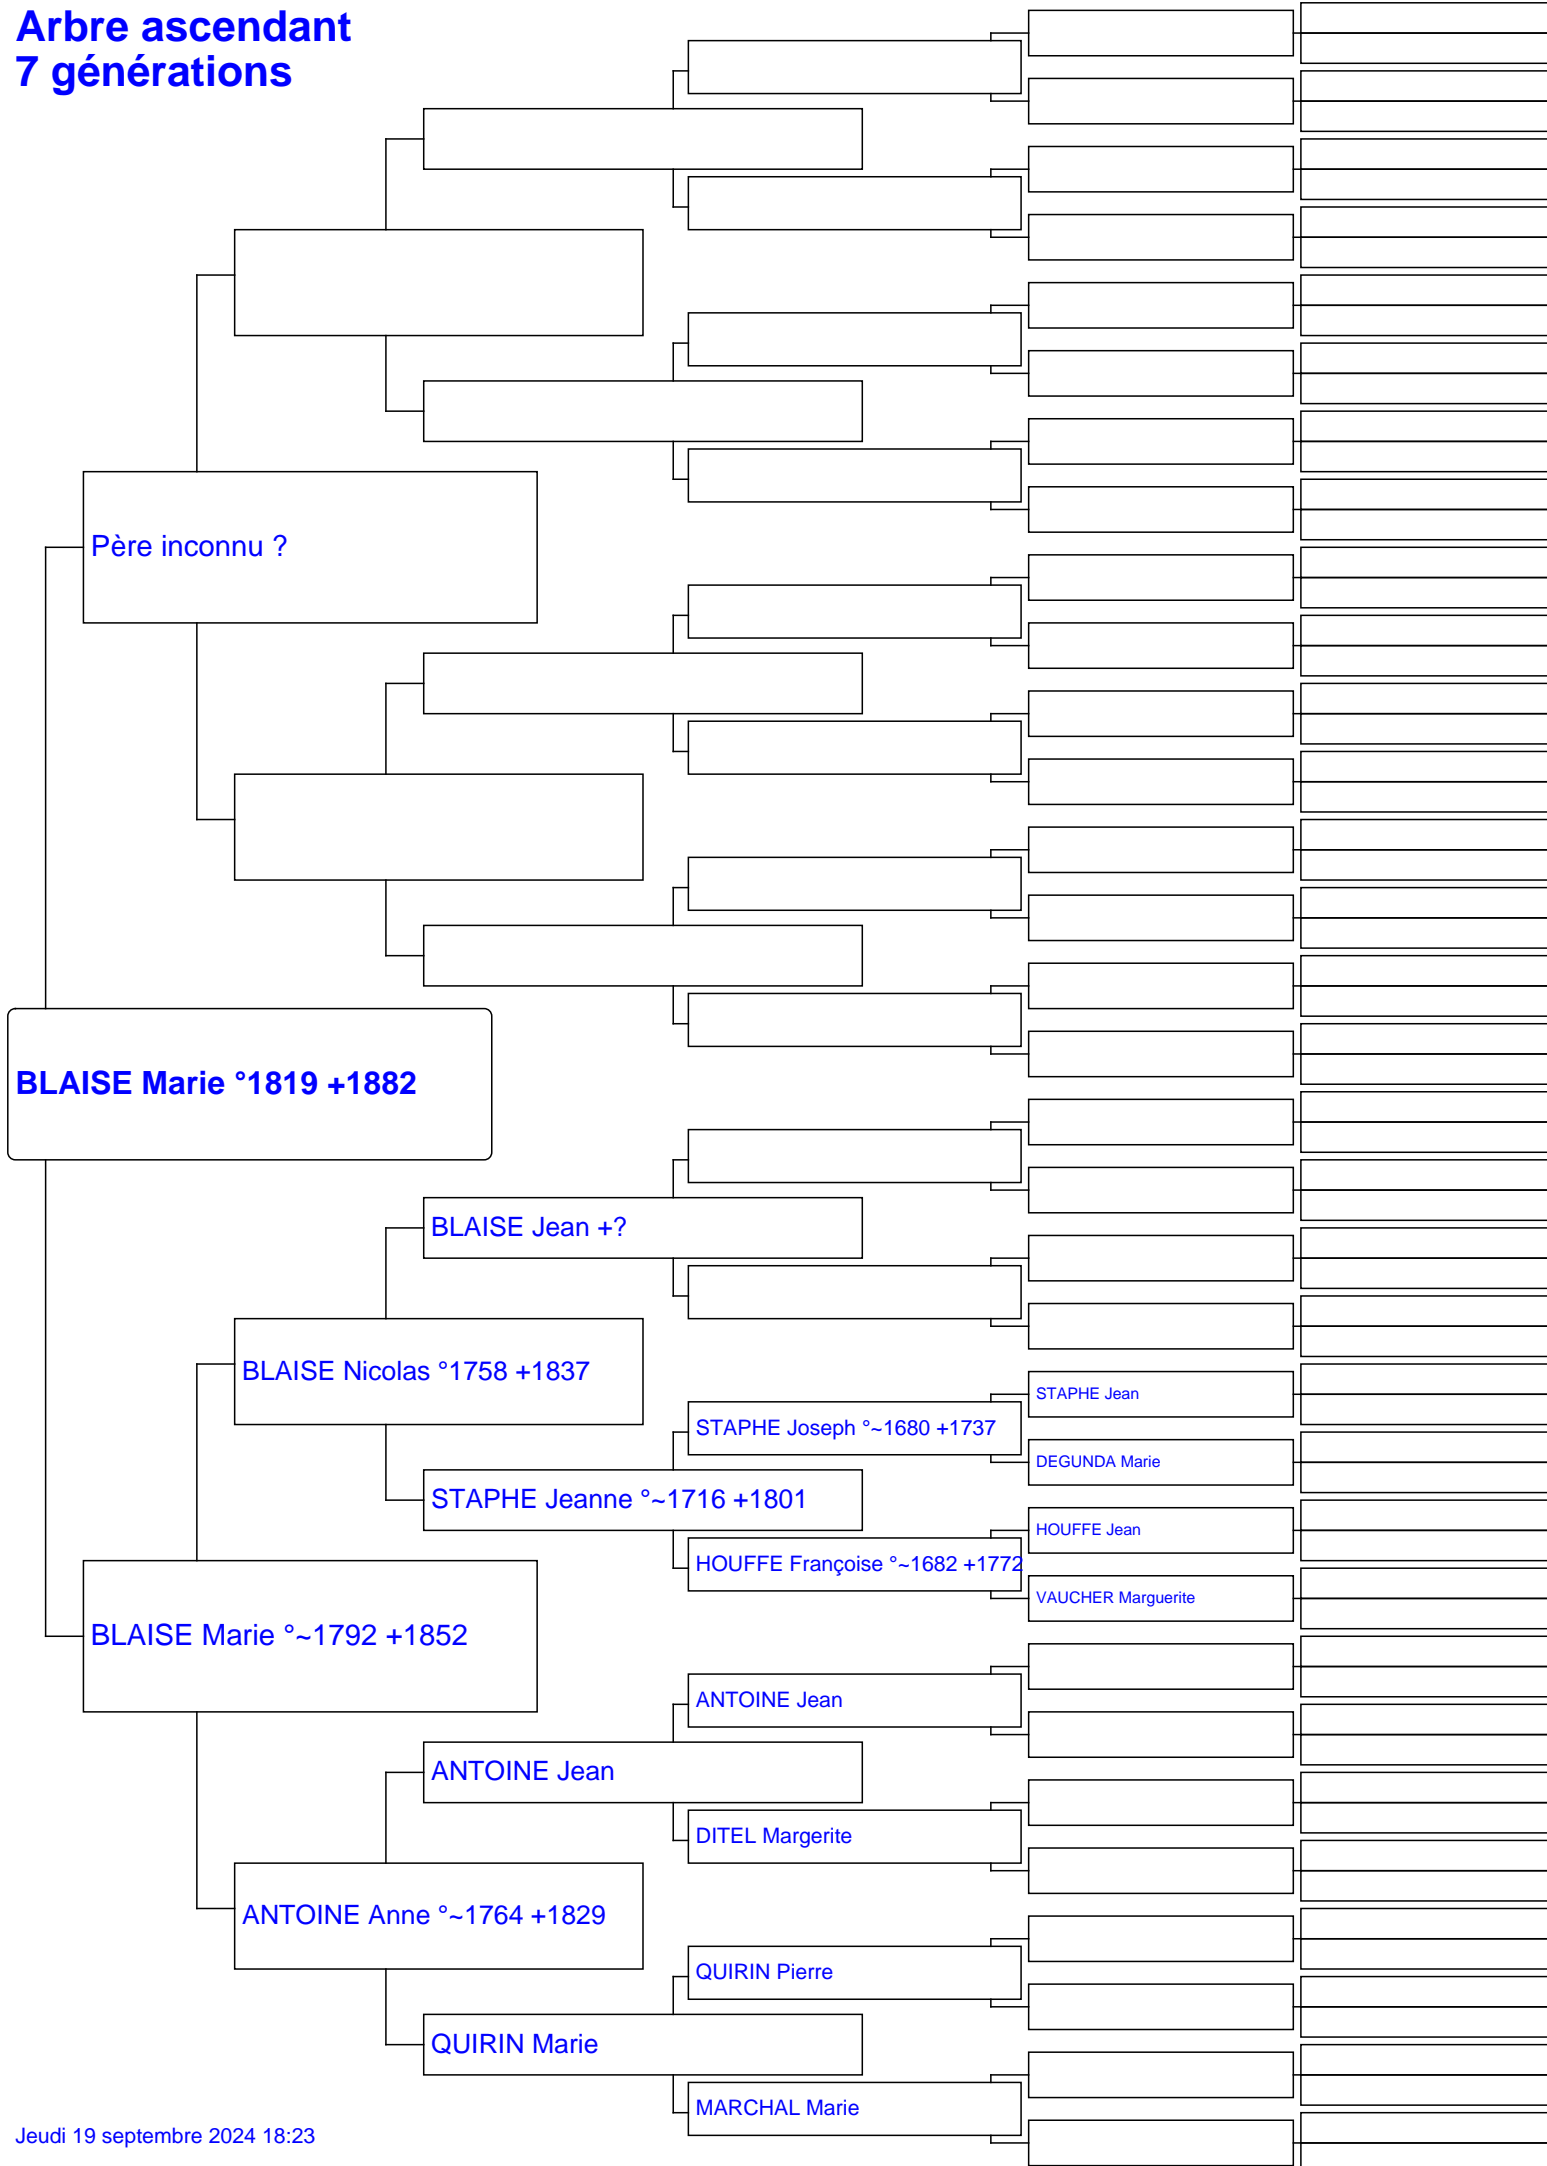 Arbre ascendant
7 générations
Père inconnu ?
BLAISE Marie °1819 +1882
BLAISE Jean +?
BLAISE Nicolas °1758 +1837
STAPHE Jean
STAPHE Joseph °~1680 +1737
DEGUNDA Marie
STAPHE Jeanne °~1716 +1801
HOUFFE Jean
HOUFFE Françoise °~1682 +1772
VAUCHER Marguerite
BLAISE Marie °~1792 +1852
ANTOINE Jean
ANTOINE Jean
DITEL Margerite
ANTOINE Anne °~1764 +1829
QUIRIN Pierre
QUIRIN Marie
MARCHAL Marie
Jeudi 19 septembre 2024 18:23